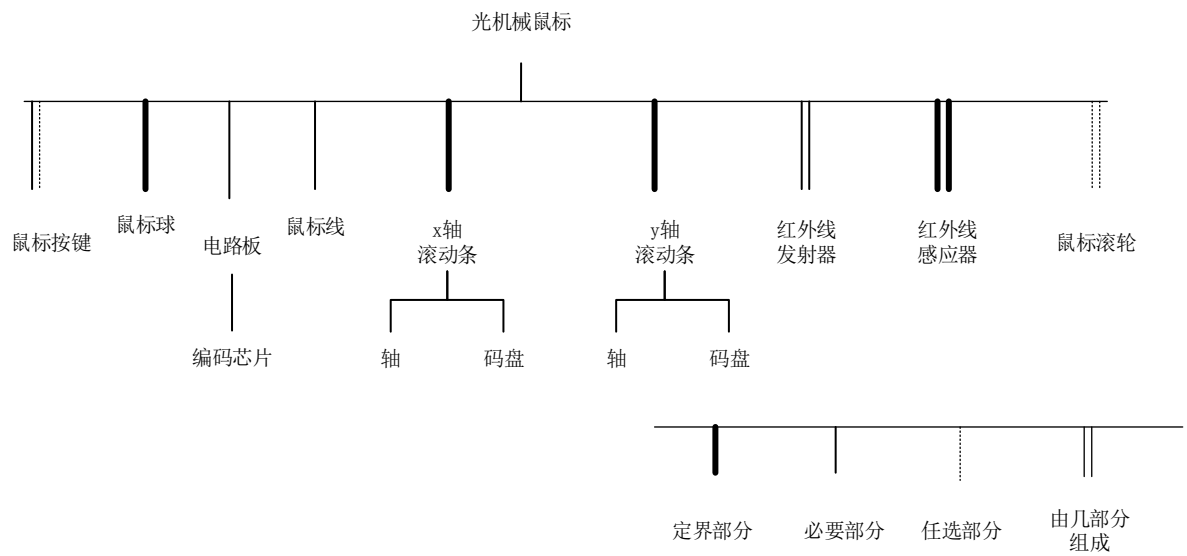 光机械鼠标
鼠标按键
鼠标球
电路板
鼠标线
x轴
滚动条
y轴
滚动条
红外线
发射器
红外线
感应器
鼠标滚轮
编码芯片
轴
码盘
轴
码盘
定界部分
必要部分
任选部分
由几部分
组成